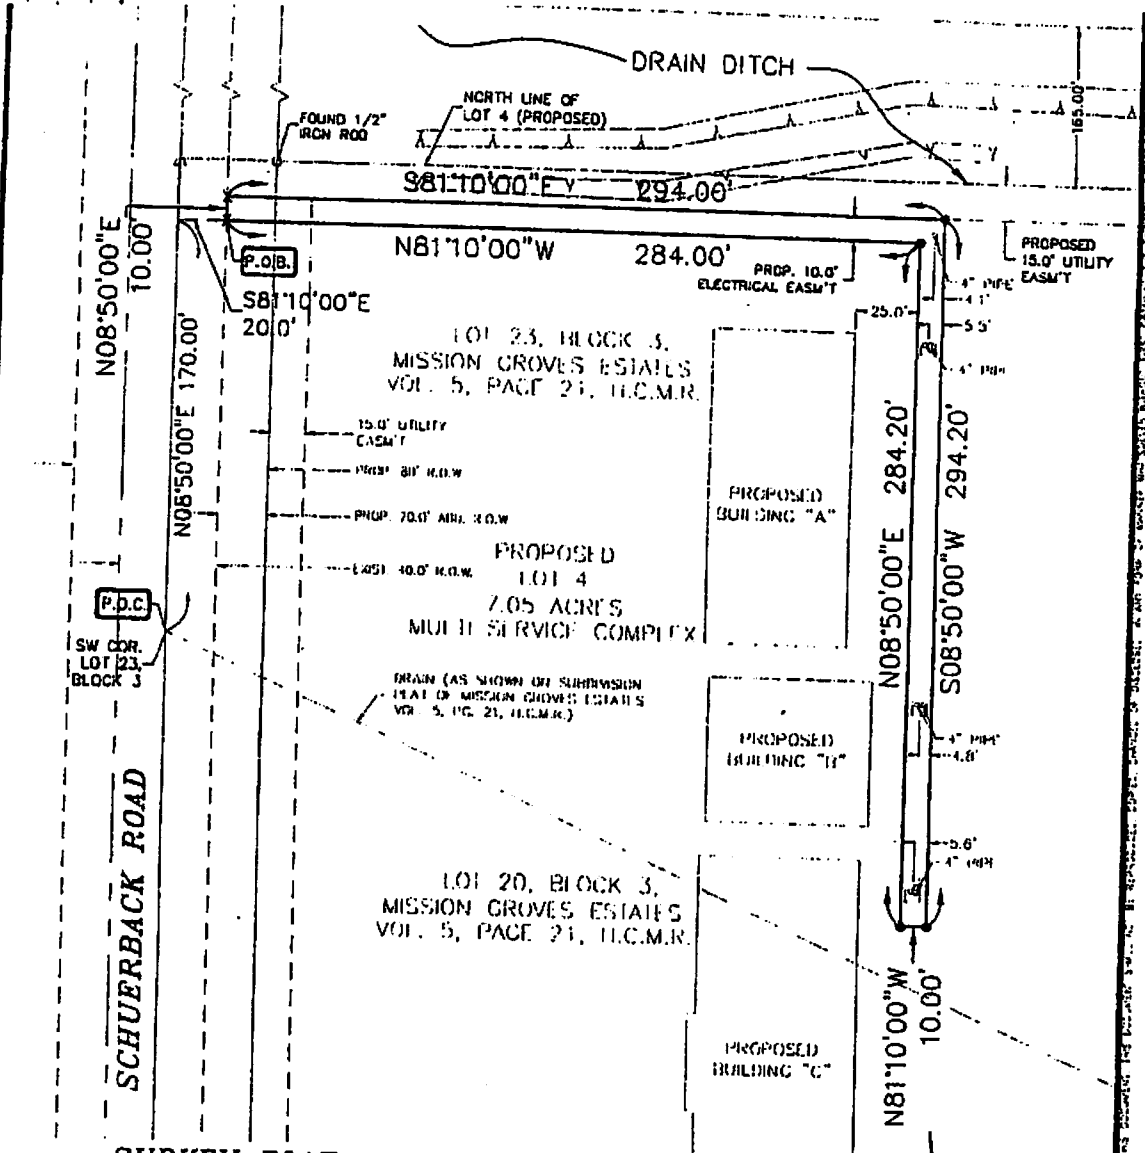 DRAIN DITCH
165.00'
NORTH LINE OF
LOT 4 (PROPOSED)
FOUND 1/2"
IRON ROD
S81°10'00"E 294.00'
N81°10'00"W 284.00'
N08°50'00"E
10.00'
P.O.B.
S81°10'00"E
20.0'
PROP. 10.0'
ELECTRICAL EASM'T
PROPOSED
15.0' UTILITY
EASM'T
4" PIPE
4.1'
25.0'
5.5'
4" PIPE
LOT 23, BLOCK 3,
MISSION GROVES ESTATES
VOL. 5, PAGE 21, H.C.M.R.
N08°50'00"E 170.00'
15.0' UTILITY
EASM'T
PROP. 80' R.O.W
PROP. 20.0' ADD. R.O.W
EXIST. 40.0' R.O.W.
PROPOSED
BUILDING "A"
N08°50'00"E 284.20'
S08°50'00"W 294.20'
PROPOSED
LOT 4
7.05 ACRES
MULTI SERVICE COMPLEX
P.O.C.
SW COR.
LOT 23,
BLOCK 3
DRAIN (AS SHOWN ON SUBDIVISION
PLAT OF MISSION GROVES ESTATES
VOL. 5, PG. 21, H.C.M.R.)
PROPOSED
BUILDING "B"
4" PIPE
4.8'
5.6'
4" PIPE
SCHUERBACK ROAD
LOT 20, BLOCK 3,
MISSION GROVES ESTATES
VOL. 5, PAGE 21, H.C.M.R.
N81°10'00"W
10.00'
PROPOSED
BUILDING "C"